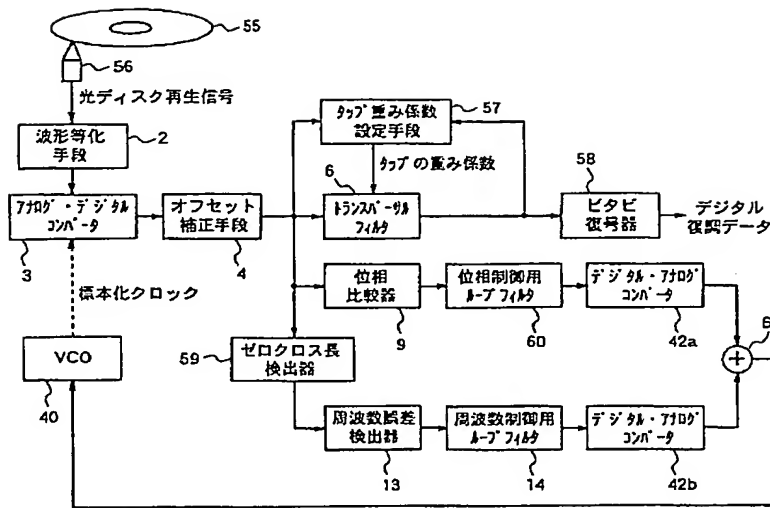 55
56
光ディスク再生信号
波形等化
手段
2
タップ重み係数
設定手段
57
タップの重み係数
6
58
アナログ・デジタル
コンバータ
オフセット
補正手段
トランスバーサル
フィルタ
ビタビ
復号器
デジタル
復調データ
3
4
標本化クロック
位相
比較器
位相制御用
ループフィルタ
デジタル・アナログ
コンバータ
9
60
42a
59
ゼロクロス長
検出器
VCO
40
6
+
周波数誤差
検出器
周波数制御用
ループフィルタ
デジタル・アナログ
コンバータ
13
14
42b